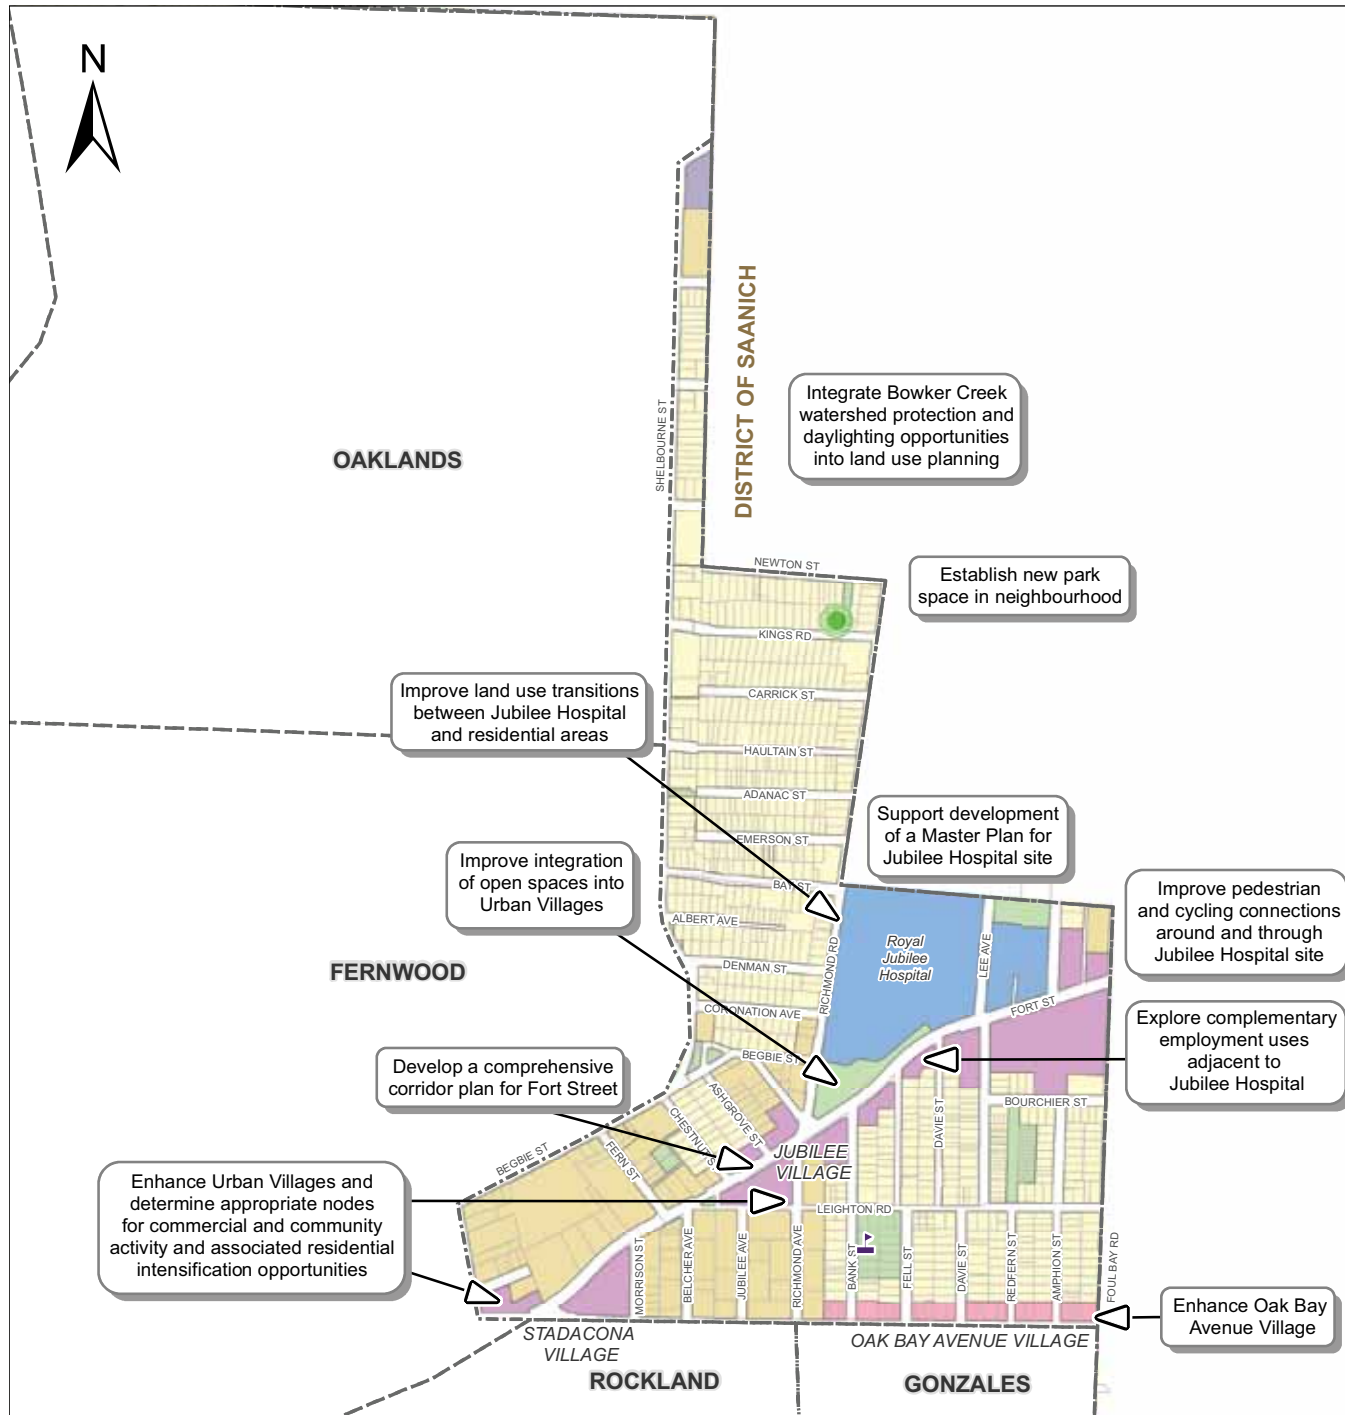 N
SHELBOURNE ST
DISTRICT OF SAANICH
Integrate Bowker Creek
watershed protection and
daylighting opportunities
into land use planning
OAKLANDS
NEWTON ST
Establish new park
space in neighbourhood
KINGS RD
Improve land use transitions
between Jubilee Hospital
and residential areas
CARRICK ST
HAULTAIN ST
ADANAC ST
Support development
of a Master Plan for
Jubilee Hospital site
EMERSON ST
Improve integration
of open spaces into
Urban Villages
BAY ST
Improve pedestrian
and cycling connections
around and through
Jubilee Hospital site
ALBERT AVE
RICHMOND RD
Royal
Jubilee
Hospital
LEE AVE
FERNWOOD
DENMAN ST
CORONATION AVE
FORT ST
Explore complementary
employment uses
adjacent to
Jubilee Hospital
BEGBIE ST
Develop a comprehensive
corridor plan for Fort Street
ASHGROVE ST
CHESTNUT S
DAVIE ST
BOURCHIER ST
BEGBIE ST
FERN ST
JUBILEE
VILLAGE
Enhance Urban Villages and
determine appropriate nodes
for commercial and community
activity and associated residential
intensification opportunities
LEIGHTON RD
MORRISON ST
BELCHER AVE
JUBILEE AVE
RICHMOND AVE
BANK ST
FELL ST
DAVIE ST
REDFERN ST
AMPHION ST
FOUL BAY RD
Enhance Oak Bay
Avenue Village
STADACONA
VILLAGE
OAK BAY AVENUE VILLAGE
ROCKLAND
GONZALES